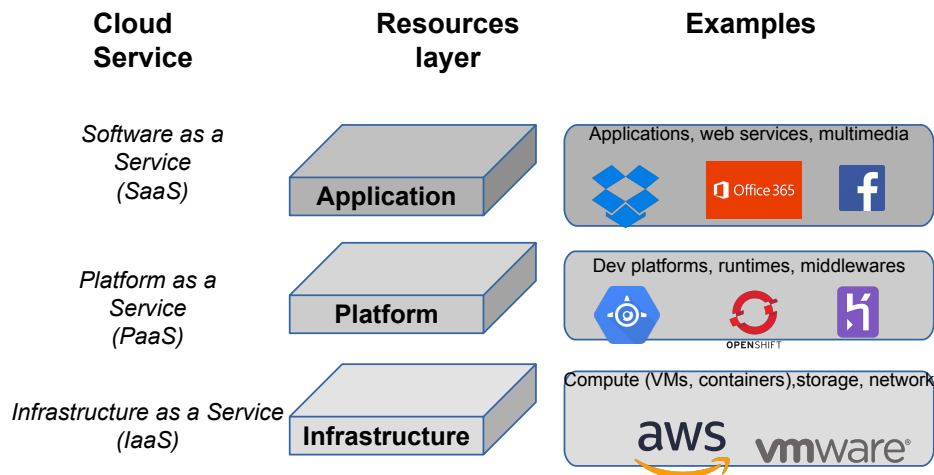 Cloud
Service
Resources
layer
Examples
Software as a
Service
(SaaS)
Application
Applications, web services, multimedia
Office 365
f
Platform as a
Service
(PaaS)
Platform
Dev platforms, runtimes, middlewares
OPENSHIFT
Infrastructure as a Service
(IaaS)
Infrastructure
Compute (VMs, containers),storage, network
aws
vmware®